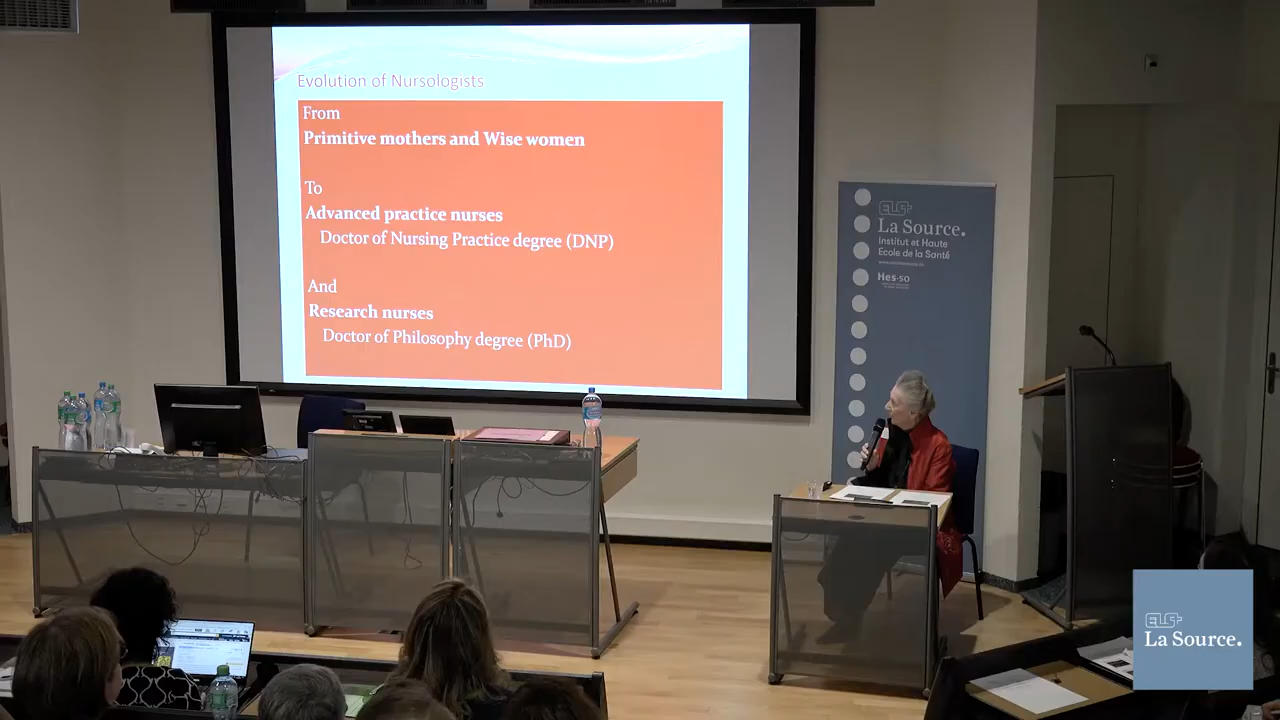 Evolution of Nursologists
From
Primitive mothers and Wise women
To
Advanced practice nurses
Doctor of Nursing Practice degree (DNP)
And
Research nurses
Doctor of Philosophy degree (PhD)
ELS+
La Source.
Institut et Haute
Ecole de la Santé
Hes·so
ELS+
La Source.